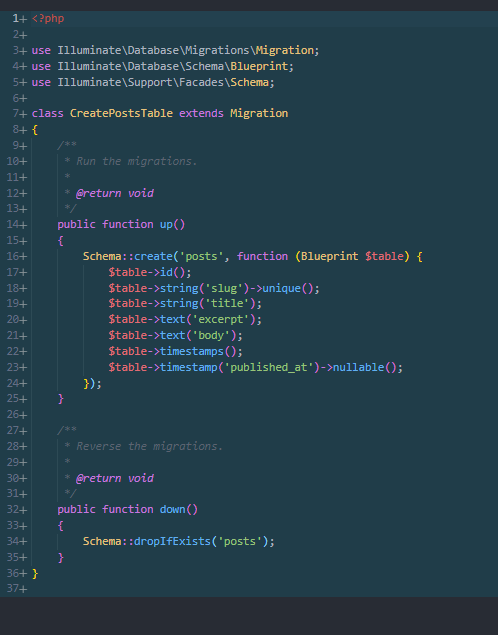 1+ <?php
2+
3+ use Illuminate\Database\Migrations\Migration;
4+ use Illuminate\Database\Schema\Blueprint;
5+ use Illuminate\Support\Facades\Schema;
6+
7+ class CreatePostsTable extends Migration
8+ {
9+     /**
10+      * Run the migrations.
11+      *
12+      * @return void
13+      */
14+     public function up()
15+     {
16+         Schema::create('posts', function (Blueprint $table) {
17+             $table->id();
18+             $table->string('slug')->unique();
19+             $table->string('title');
20+             $table->text('excerpt');
21+             $table->text('body');
22+             $table->timestamps();
23+             $table->timestamp('published_at')->nullable();
24+         });
25+     }
26+
27+     /**
28+      * Reverse the migrations.
29+      *
30+      * @return void
31+      */
32+     public function down()
33+     {
34+         Schema::dropIfExists('posts');
35+     }
36+ }
37+